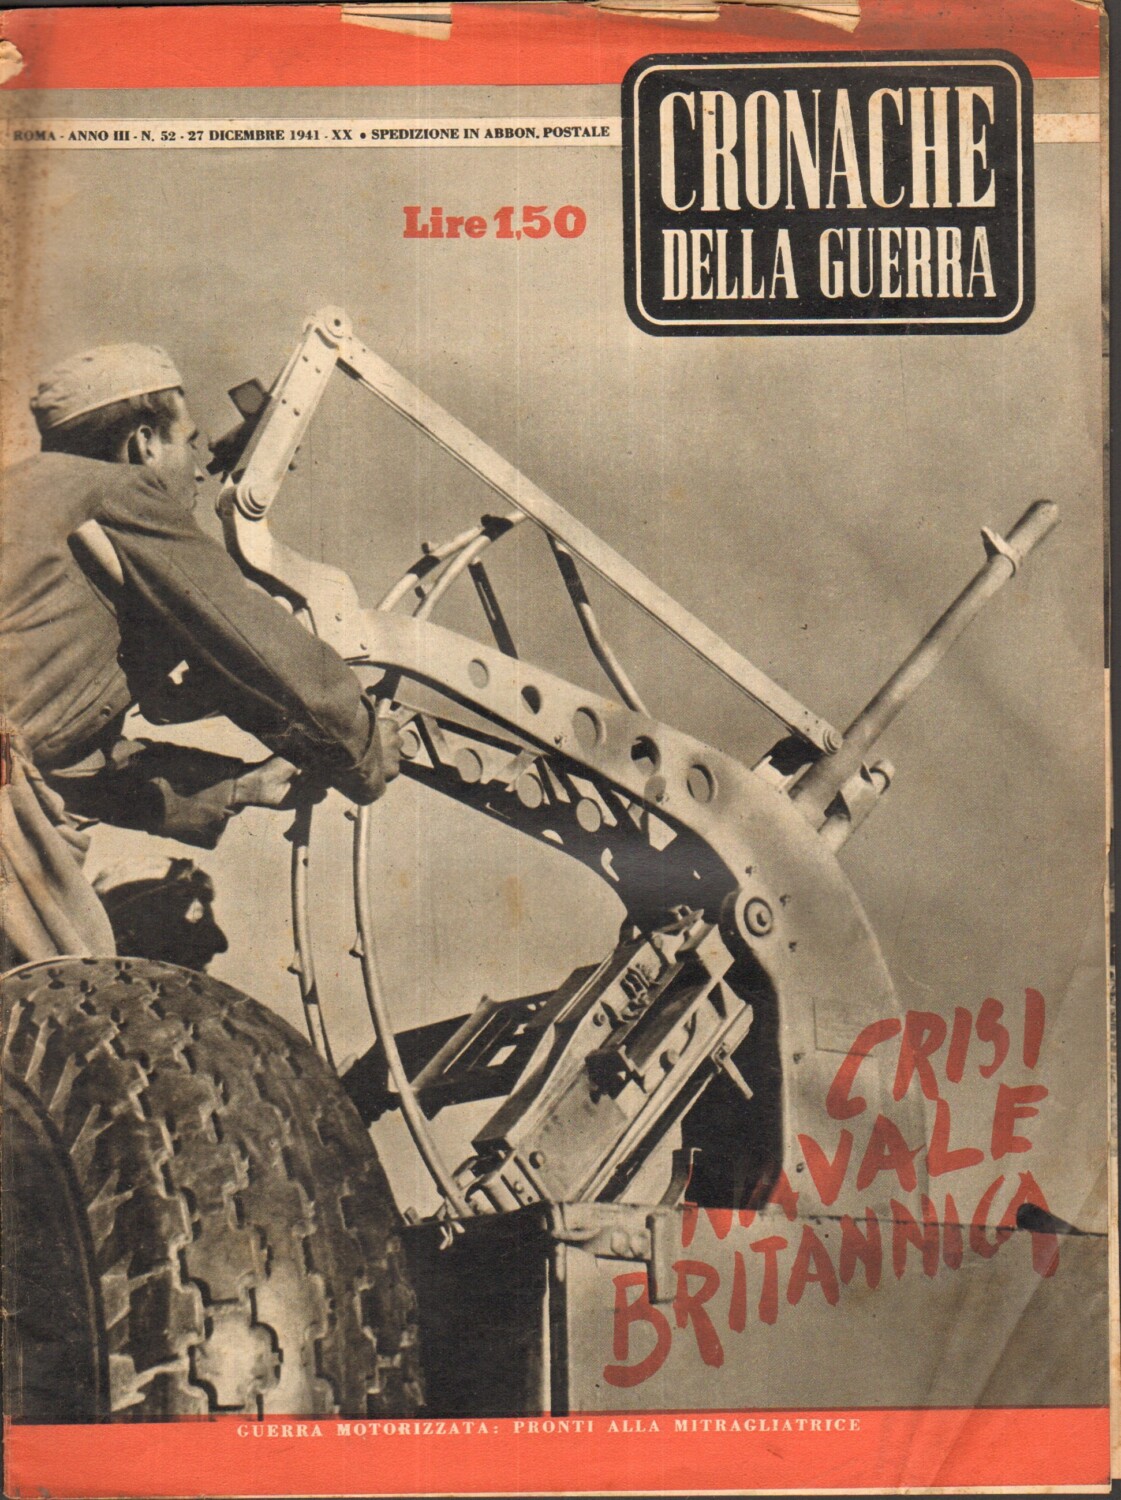 ROMA - ANNO III - N. 52 - 27 DICEMBRE 1941 - XX • SPEDIZIONE IN ABBON. POSTALE
CRONACHE
DELLA GUERRA
Lire 1,50
CRISI
NAVALE
BRITANNICA
GUERRA MOTORIZZATA: PRONTI ALLA MITRAGLIATRICE